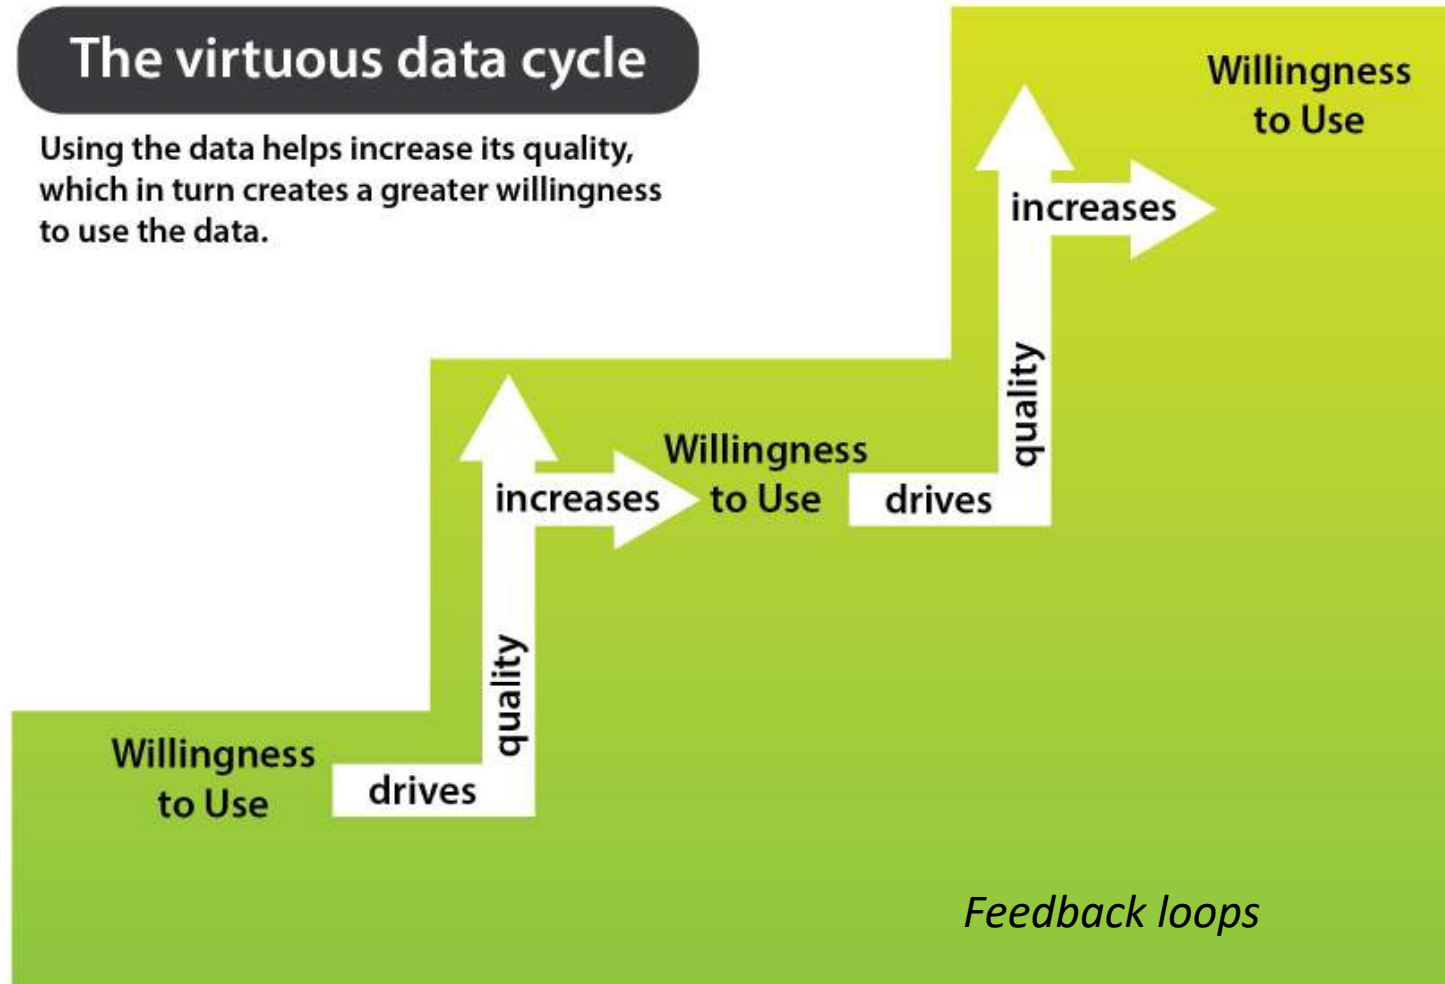 The virtuous data cycle
Using the data helps increase its quality,
which in turn creates a greater willingness
to use the data.
Willingness
to Use
drives
quality
increases
Willingness
to Use
drives
quality
increases
Willingness
to Use
Feedback loops